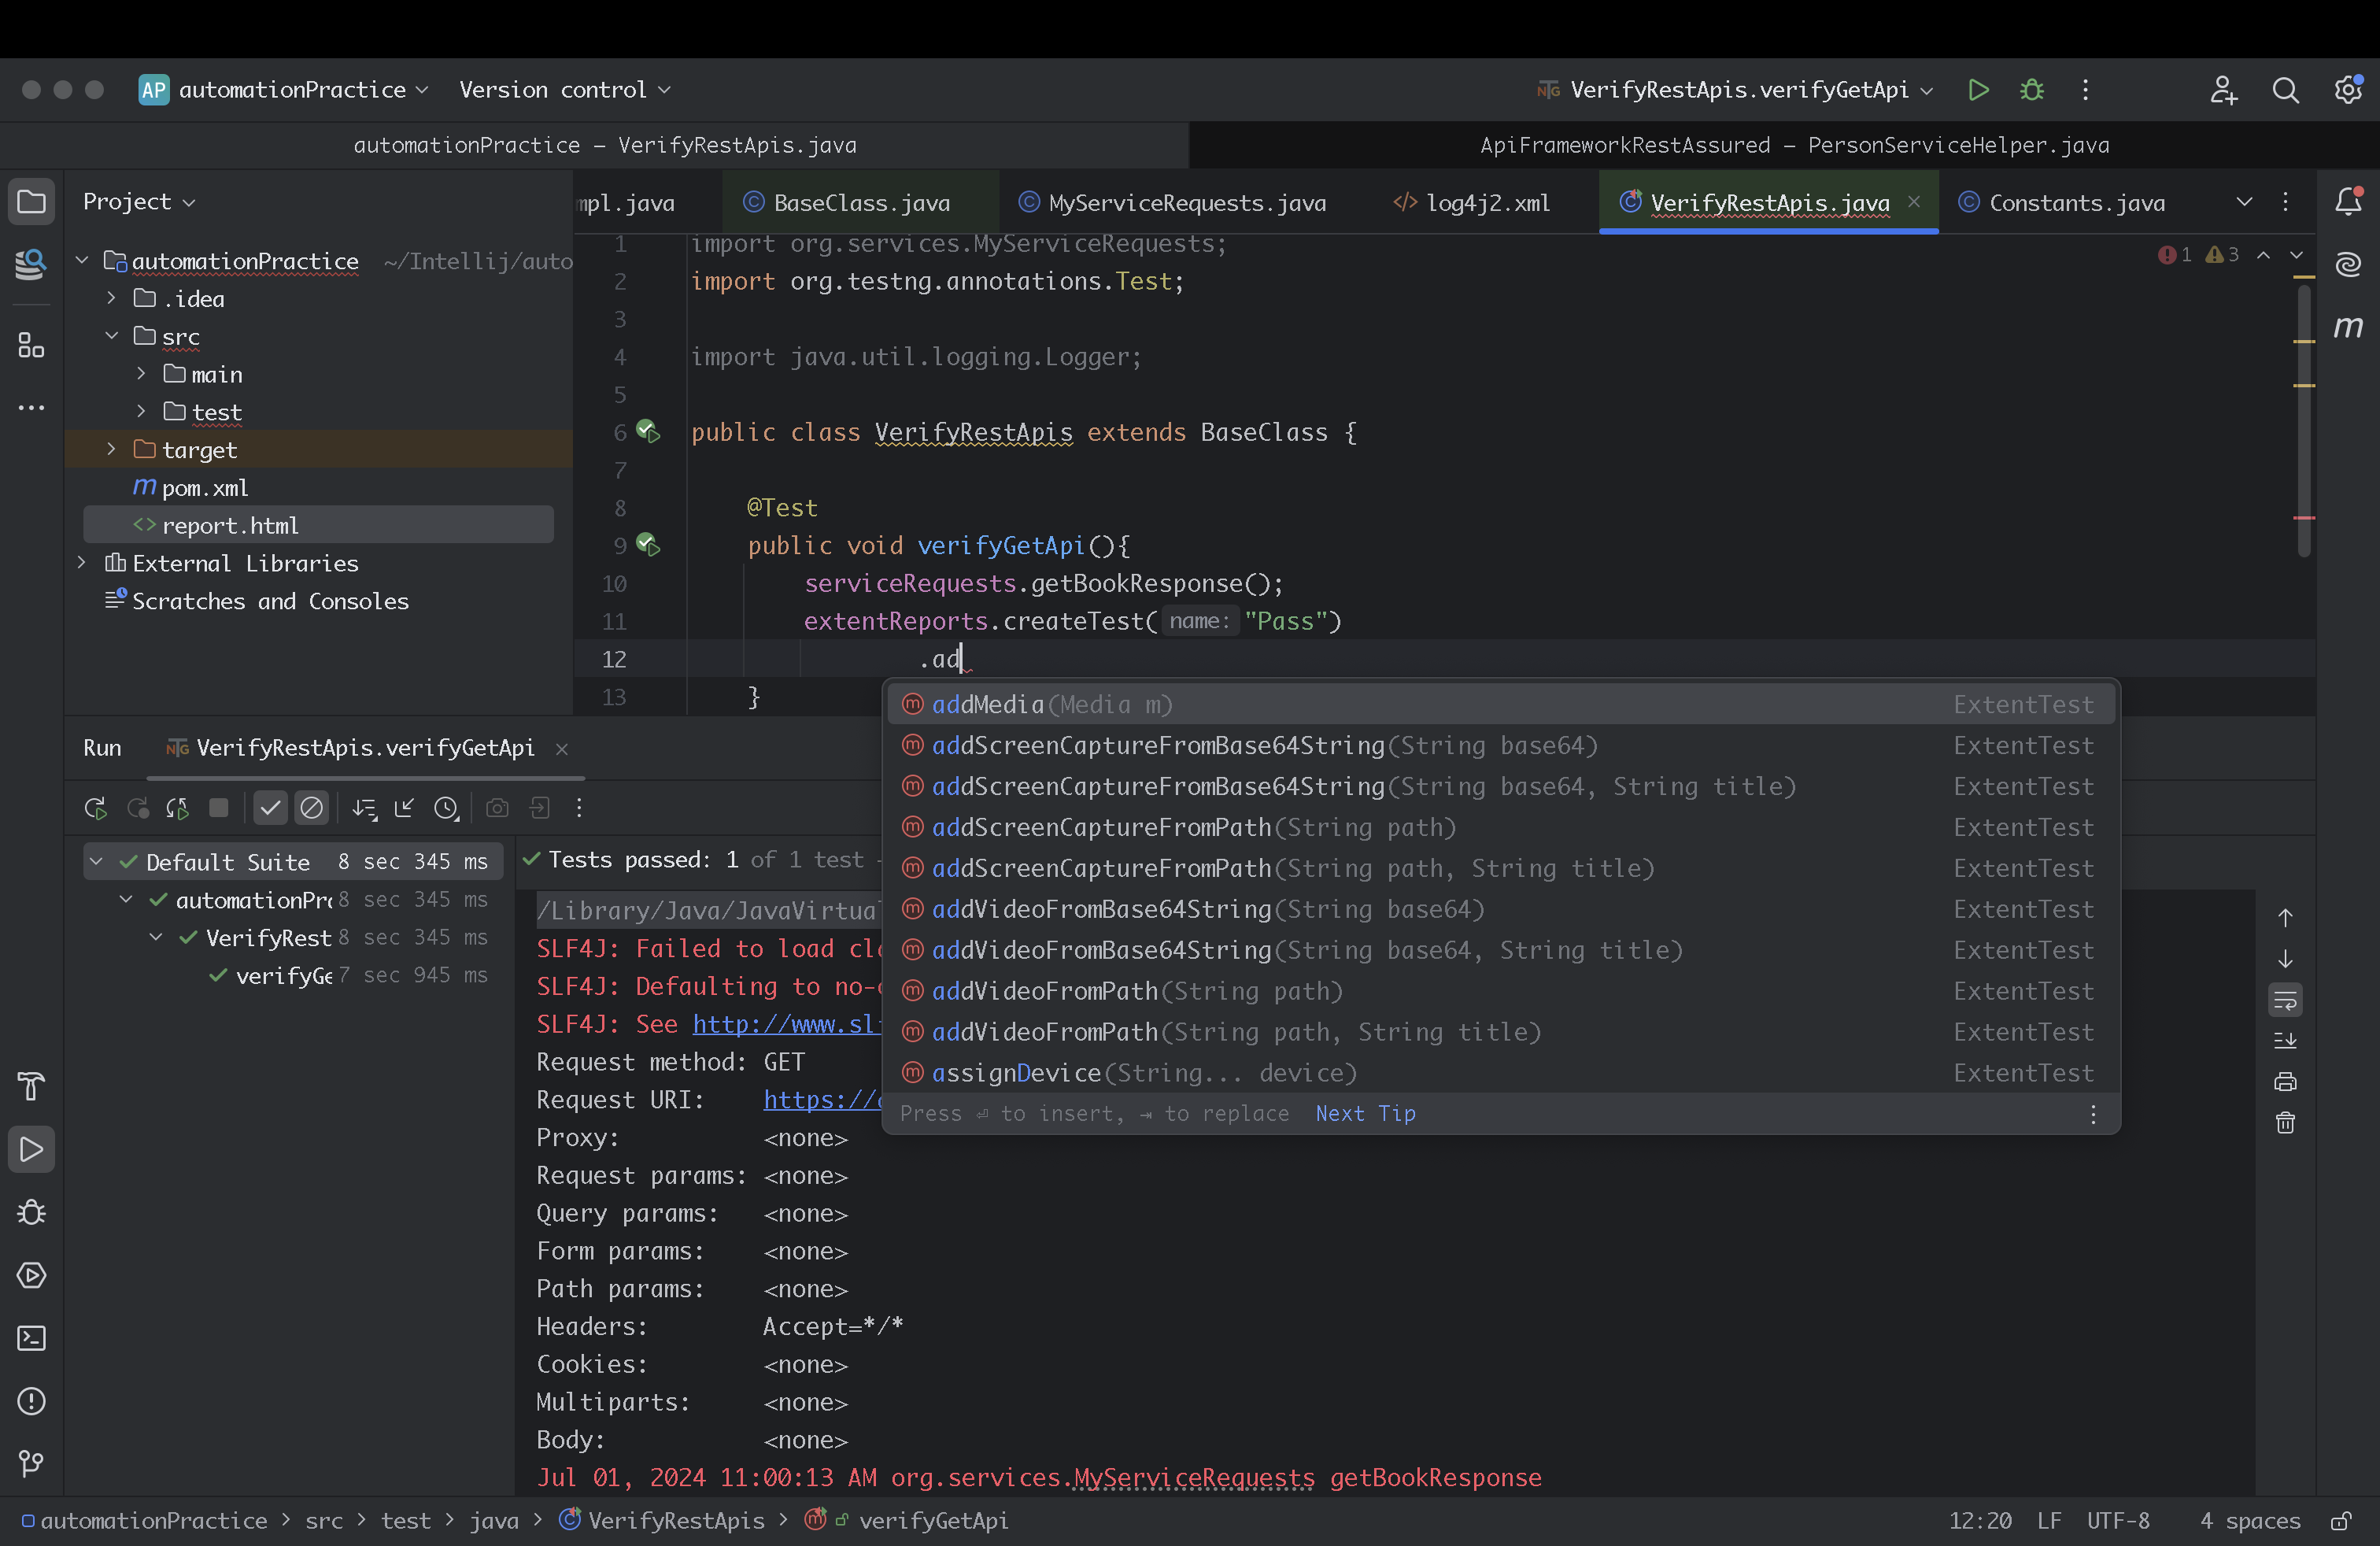 AP automationPractice Version control VerifyRestApis.verifyGetApi
automationPractice – VerifyRestApis.java ApiFrameworkRestAssured – PersonServiceHelper.java
Project
mpl.java BaseClass.java MyServiceRequests.java log4j2.xml VerifyRestApis.java Constants.java
automationPractice ~/Intellij/auto
.idea
src
main
test
target
pom.xml
report.html
External Libraries
Scratches and Consoles
1 import org.services.MyServiceRequests;
1 3
2 import org.testng.annotations.Test;
3
4 import java.util.logging.Logger;
5
6 public class VerifyRestApis extends BaseClass {
7
8 @Test
9 public void verifyGetApi(){
10 serviceRequests.getBookResponse();
11 extentReports.createTest( name: "Pass")
12 .ad
13 }
addMedia(Media m) ExtentTest
addScreenCaptureFromBase64String(String base64) ExtentTest
addScreenCaptureFromBase64String(String base64, String title) ExtentTest
addScreenCaptureFromPath(String path) ExtentTest
addScreenCaptureFromPath(String path, String title) ExtentTest
addVideoFromBase64String(String base64) ExtentTest
addVideoFromBase64String(String base64, String title) ExtentTest
addVideoFromPath(String path) ExtentTest
addVideoFromPath(String path, String title) ExtentTest
assignDevice(String... device) ExtentTest
Press ⏎ to insert, ⇥ to replace Next Tip
Run VerifyRestApis.verifyGetApi
Default Suite 8 sec 345 ms
automationPr 8 sec 345 ms
VerifyRest 8 sec 345 ms
verifyGe 7 sec 945 ms
Tests passed: 1 of 1 test –
/Library/Java/JavaVirtual
SLF4J: Failed to load cla
SLF4J: Defaulting to no-o
SLF4J: See http://www.sl
Request method: GET
Request URI: https://
Proxy: <none>
Request params: <none>
Query params: <none>
Form params: <none>
Path params: <none>
Headers: Accept=*/*
Cookies: <none>
Multiparts: <none>
Body: <none>
Jul 01, 2024 11:00:13 AM org.services.MyServiceRequests getBookResponse
automationPractice > src > test > java > VerifyRestApis > verifyGetApi
12:20 LF UTF-8 4 spaces